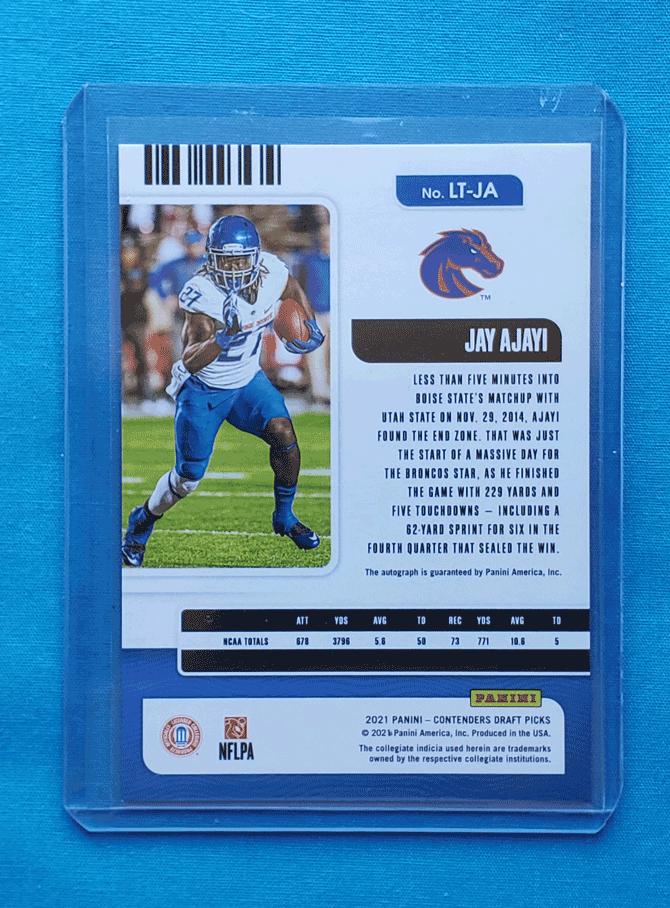 No. LT-JA
TM
27
27
JAY AJAYI
LESS THAN FIVE MINUTES INTO
BOISE STATE'S MATCHUP WITH
UTAH STATE ON NOV. 29, 2014, AJAYI
FOUND THE END ZONE. THAT WAS JUST
THE START OF A MASSIVE DAY FOR
THE BRONCOS STAR, AS HE FINISHED
THE GAME WITH 229 YARDS AND
FIVE TOUCHDOWNS – INCLUDING A
62-YARD SPRINT FOR SIX IN THE
FOURTH QUARTER THAT SEALED THE WIN.
The autograph is guaranteed by Panini America, Inc.
ATT YDS AVG TD REC YDS AVG TD
NCAA TOTALS 678 3796 5.6 50 73 771 10.6 5
PANINI
2021 PANINI – CONTENDERS DRAFT PICKS
© 2021 Panini America, Inc. Produced in the USA.
The collegiate indicia used herein are trademarks
owned by the respective collegiate institutions.
NFLPA